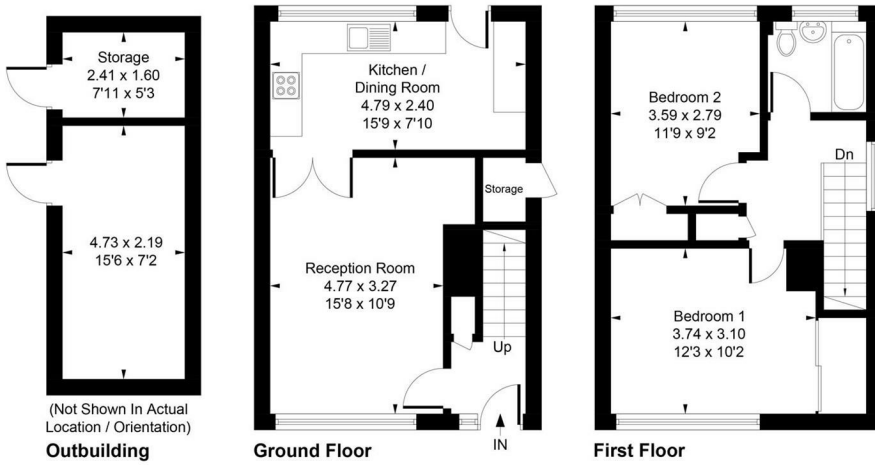 Storage
2.41 x 1.60
7'11 x 5'3
4.73 x 2.19
15'6 x 7'2
(Not Shown In Actual
Location / Orientation)
Outbuilding
Kitchen /
Dining Room
4.79 x 2.40
15'9 x 7'10
Storage
Reception Room
4.77 x 3.27
15'8 x 10'9
Up
IN
Ground Floor
Bedroom 2
3.59 x 2.79
11'9 x 9'2
Dn
Bedroom 1
3.74 x 3.10
12'3 x 10'2
First Floor